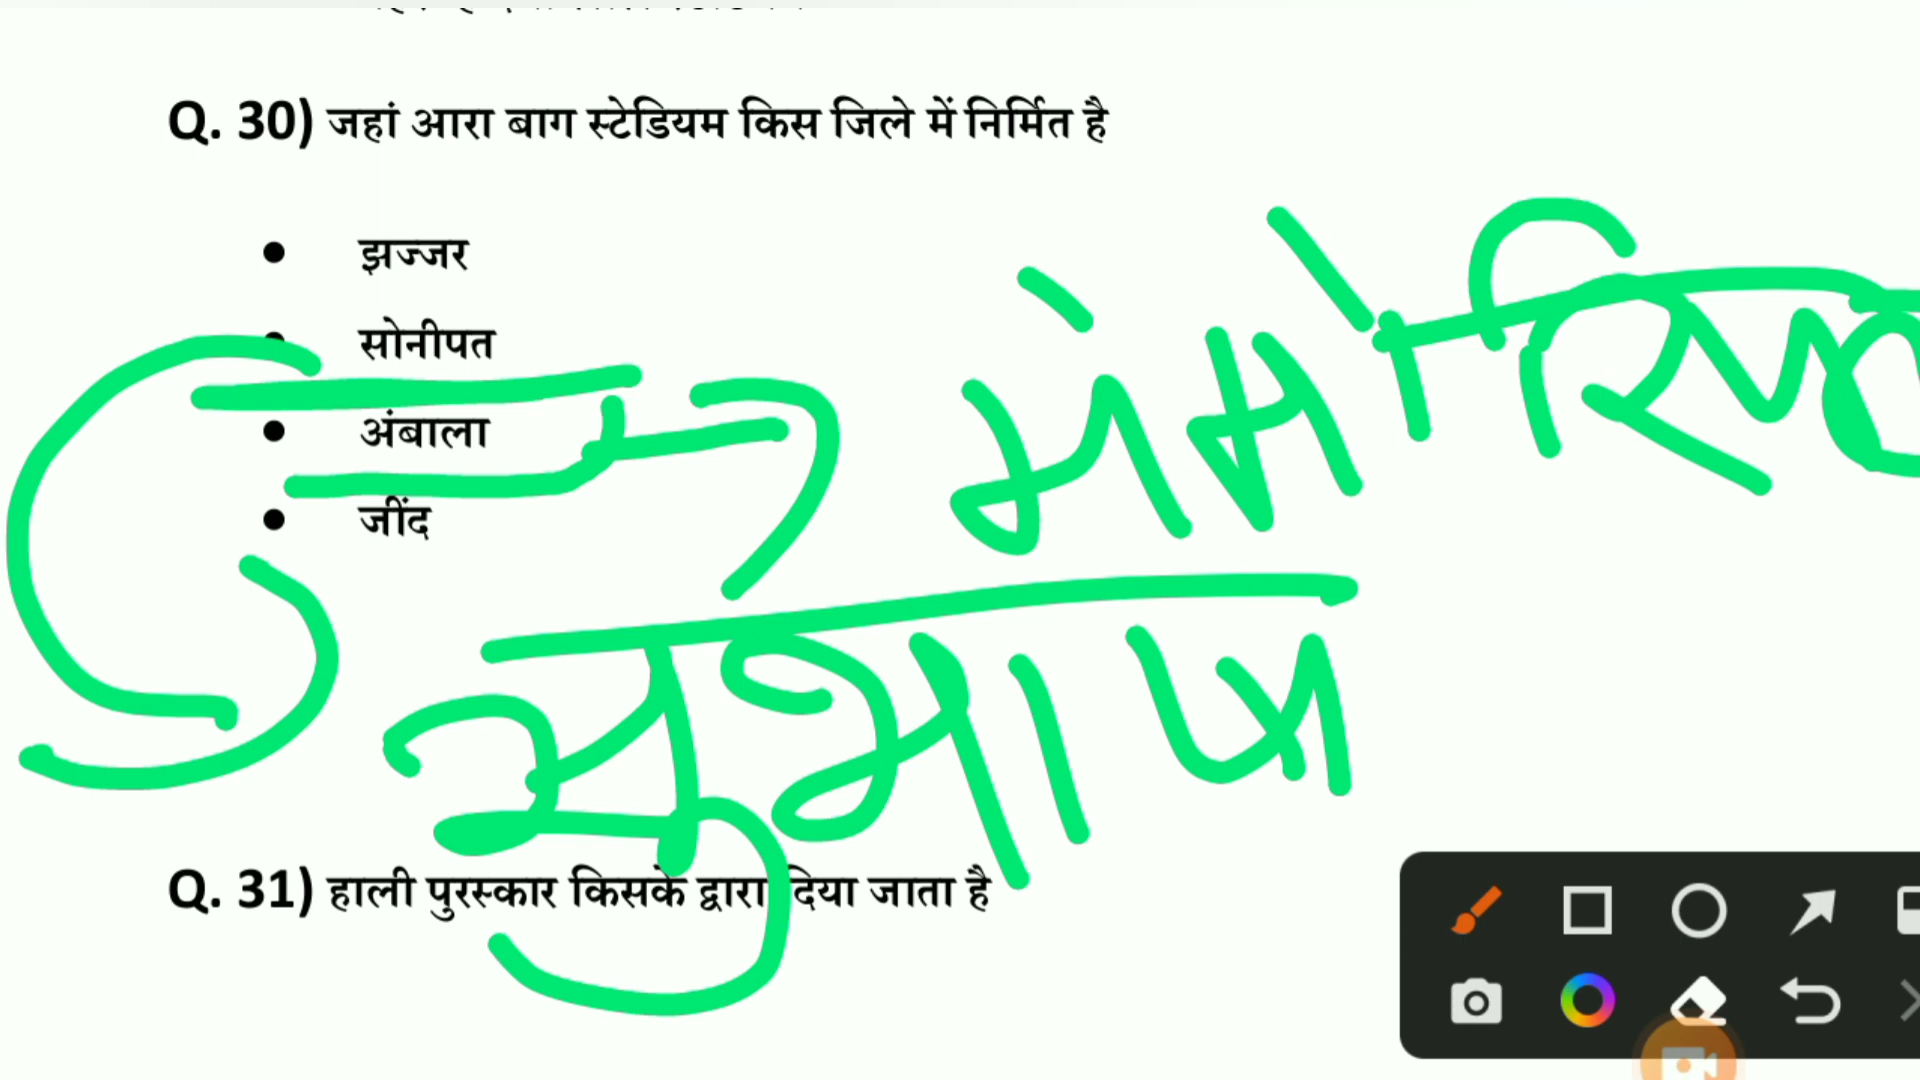 Q. 30) जहां आरा बाग स्टेडियम किस जिले में निर्मित है
झज्जर
सोनीपत
अंबाला
जींद
सुभाष
Q. 31) हाली पुरस्कार किसके द्वारा दिया जाता है